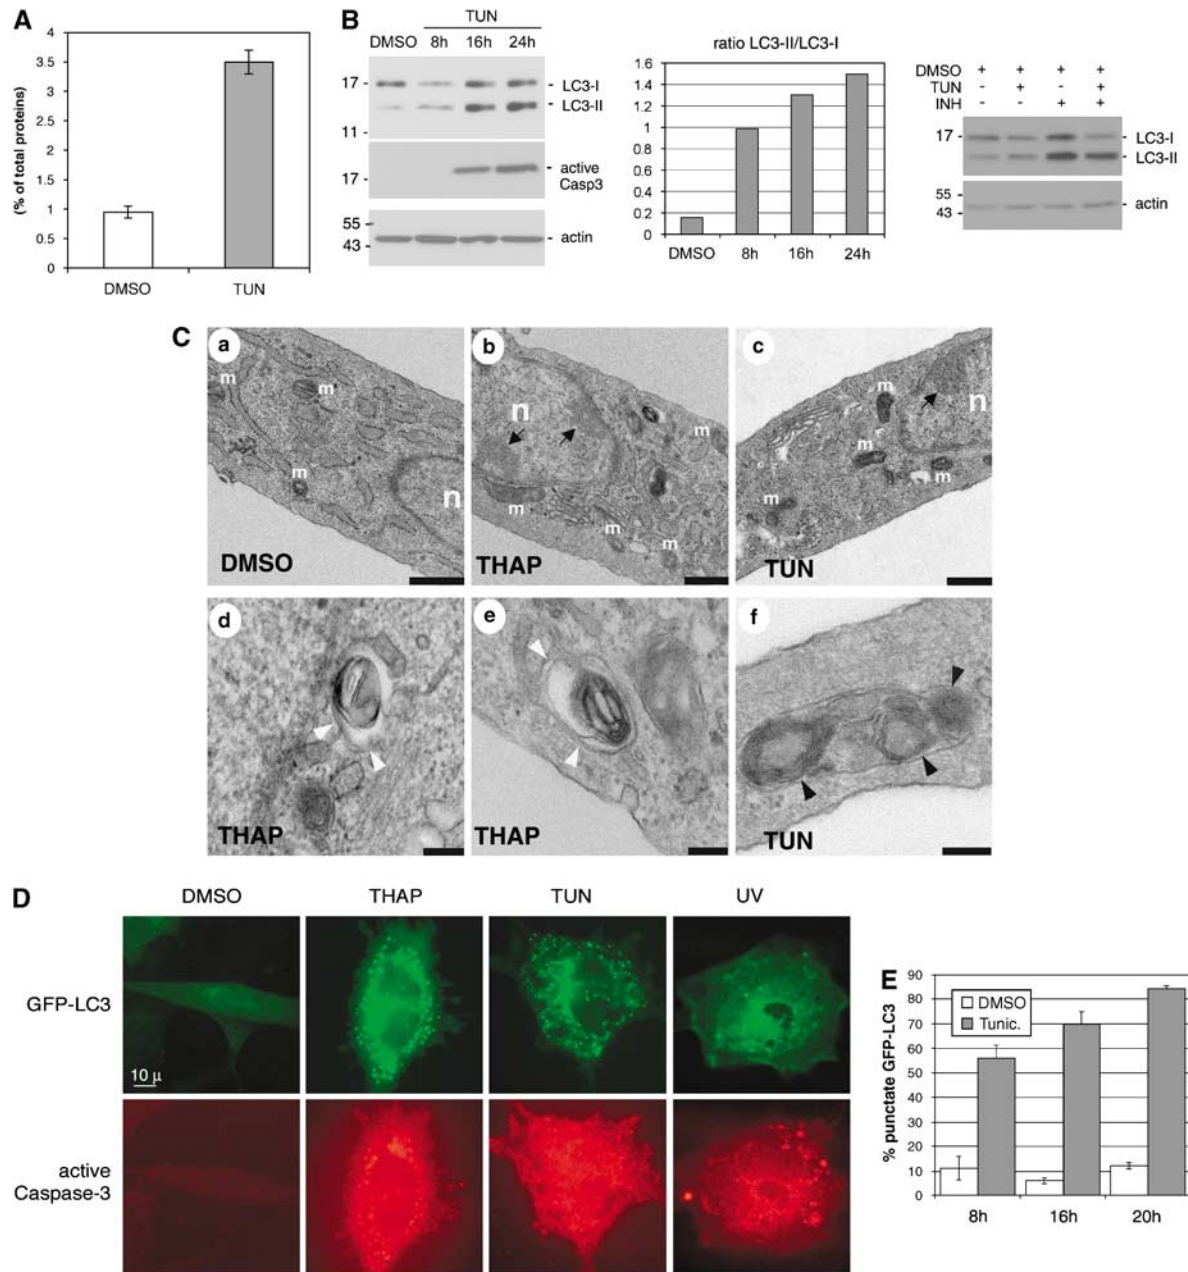 A
(% of total proteins)
4
3.5
3
2.5
2
1.5
1
0.5
0
DMSO TUN
B
TUN
DMSO 8h 16h 24h
17
LC3-I
LC3-II
11
17
active
Casp3
55
43
actin
ratio LC3-II/LC3-I
1.6
1.4
1.2
1
0.8
0.6
0.4
0.2
0
DMSO 8h 16h 24h
DMSO + + + +
TUN - + - +
INH - - + +
17
LC3-I
LC3-II
55
43
actin
C
a
m
m
m
n
DMSO
b
n
m
m
m
m
THAP
c
m
n
m
m
m
TUN
d
THAP
e
THAP
f
TUN
D
DMSO THAP TUN UV
GFP-LC3
10 µ
active
Caspase-3
E
% punctate GFP-LC3
90
80
70
60
50
40
30
20
10
0
DMSO
Tunic.
8h 16h 20h